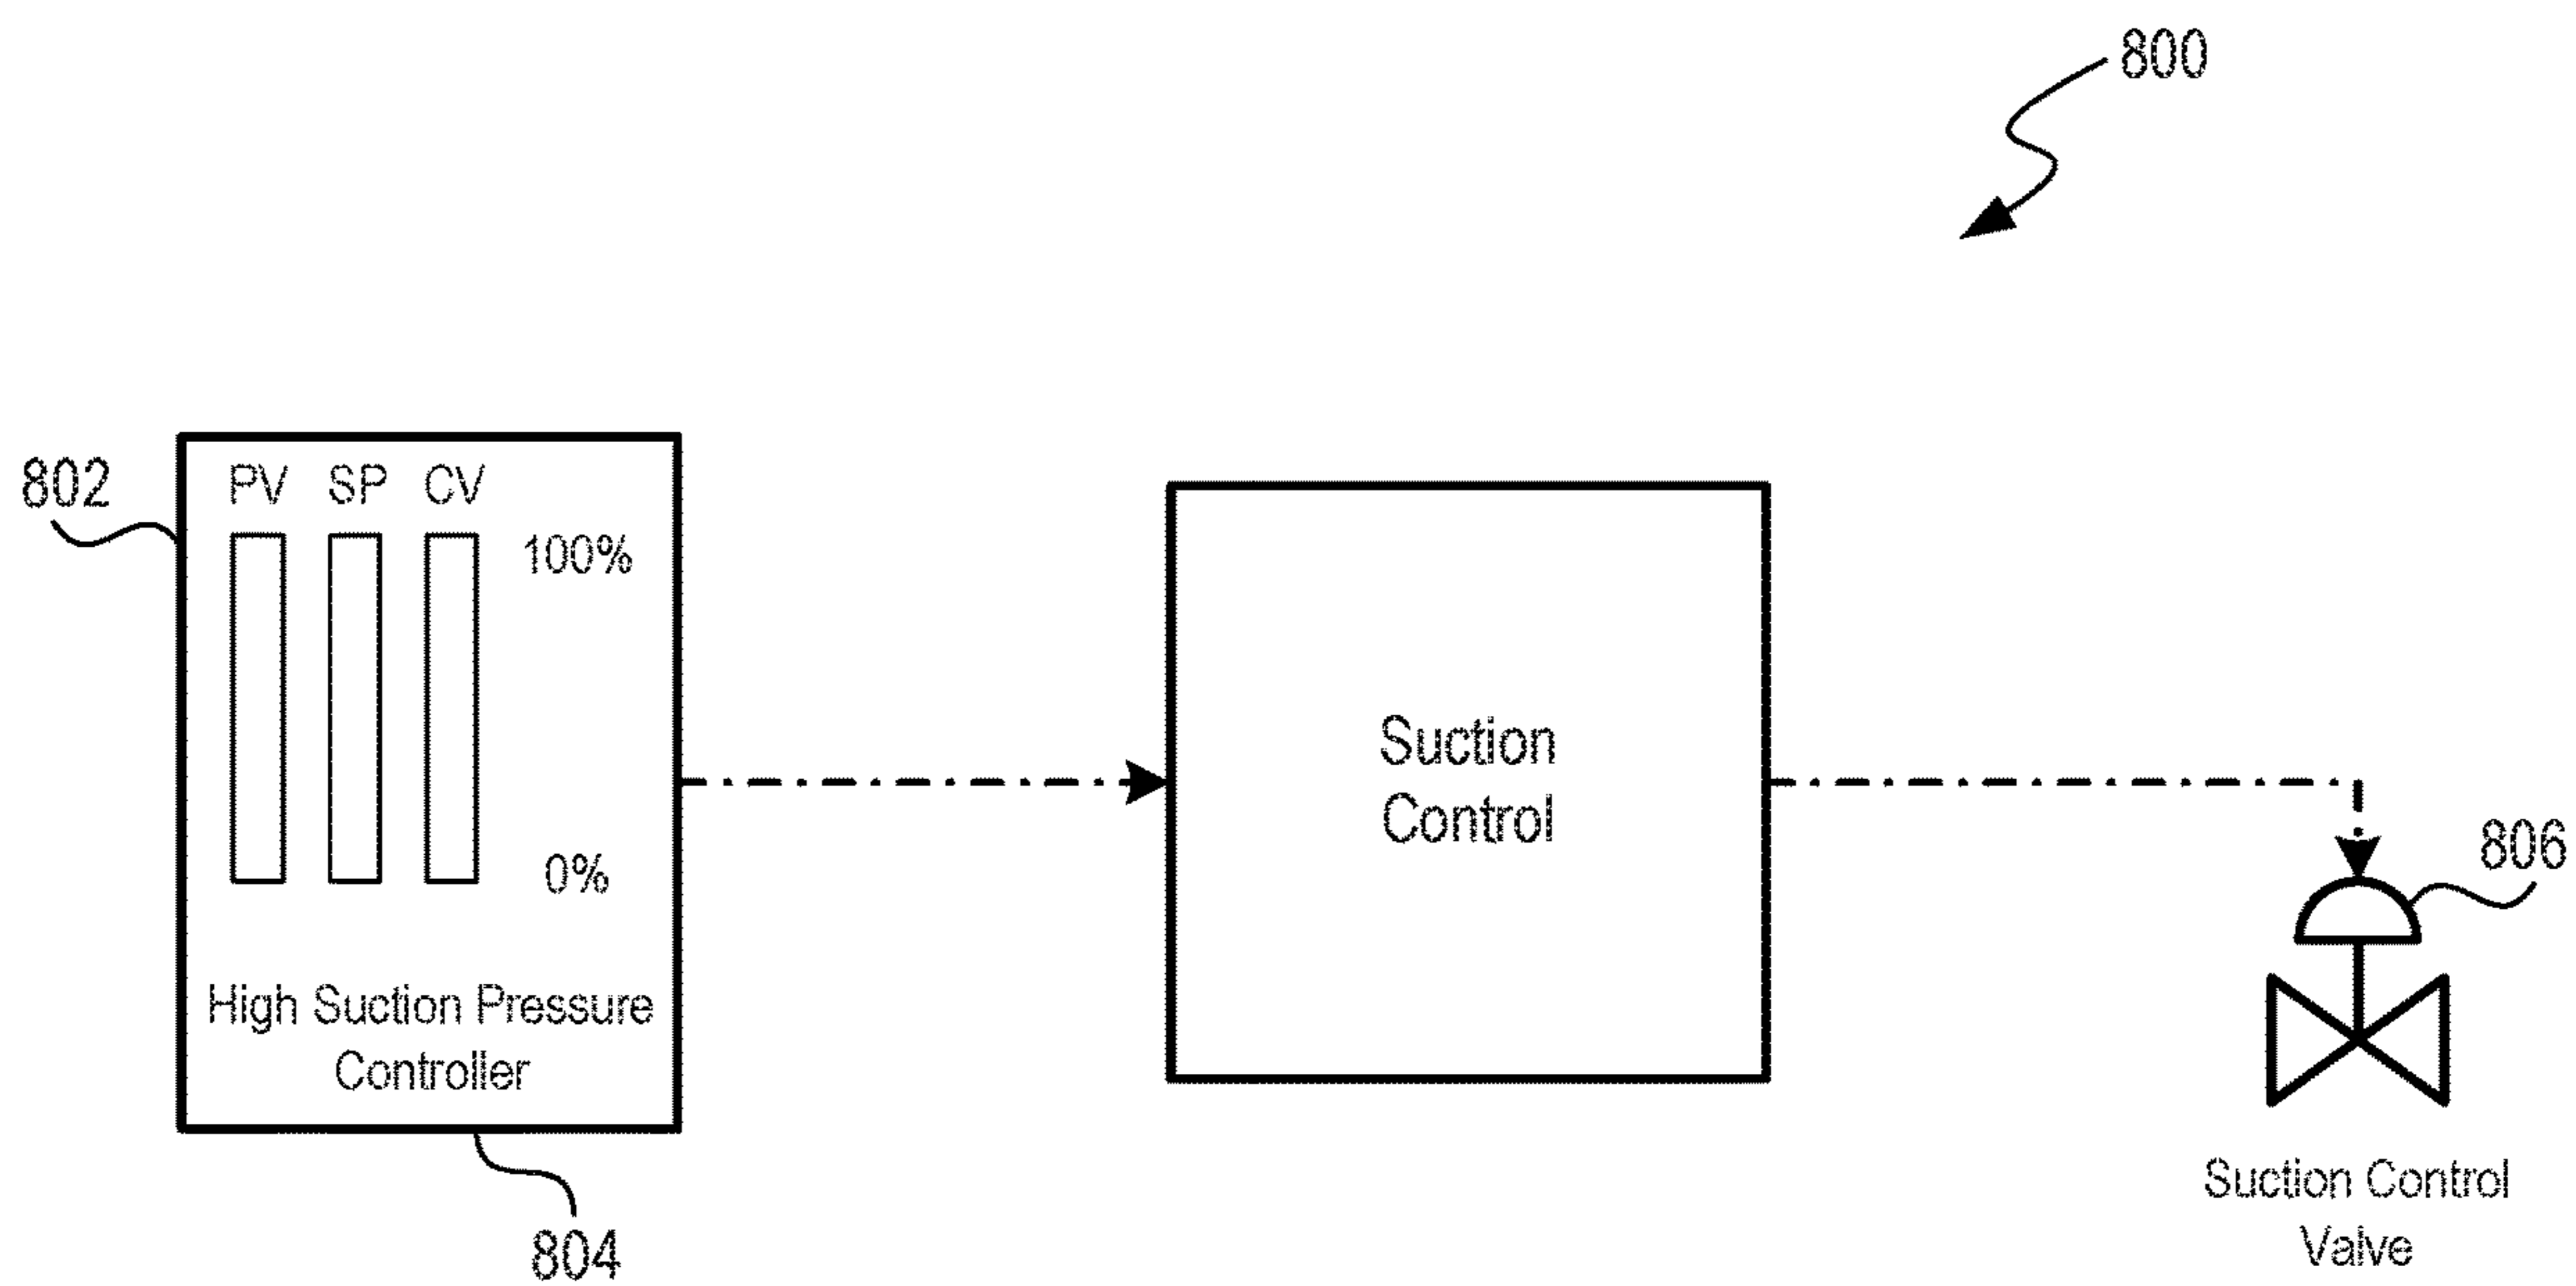 800
802
PV SP CV
100%
0%
High Suction Pressure
Controller
804
Suction
Control
806
Suction Control
Valve